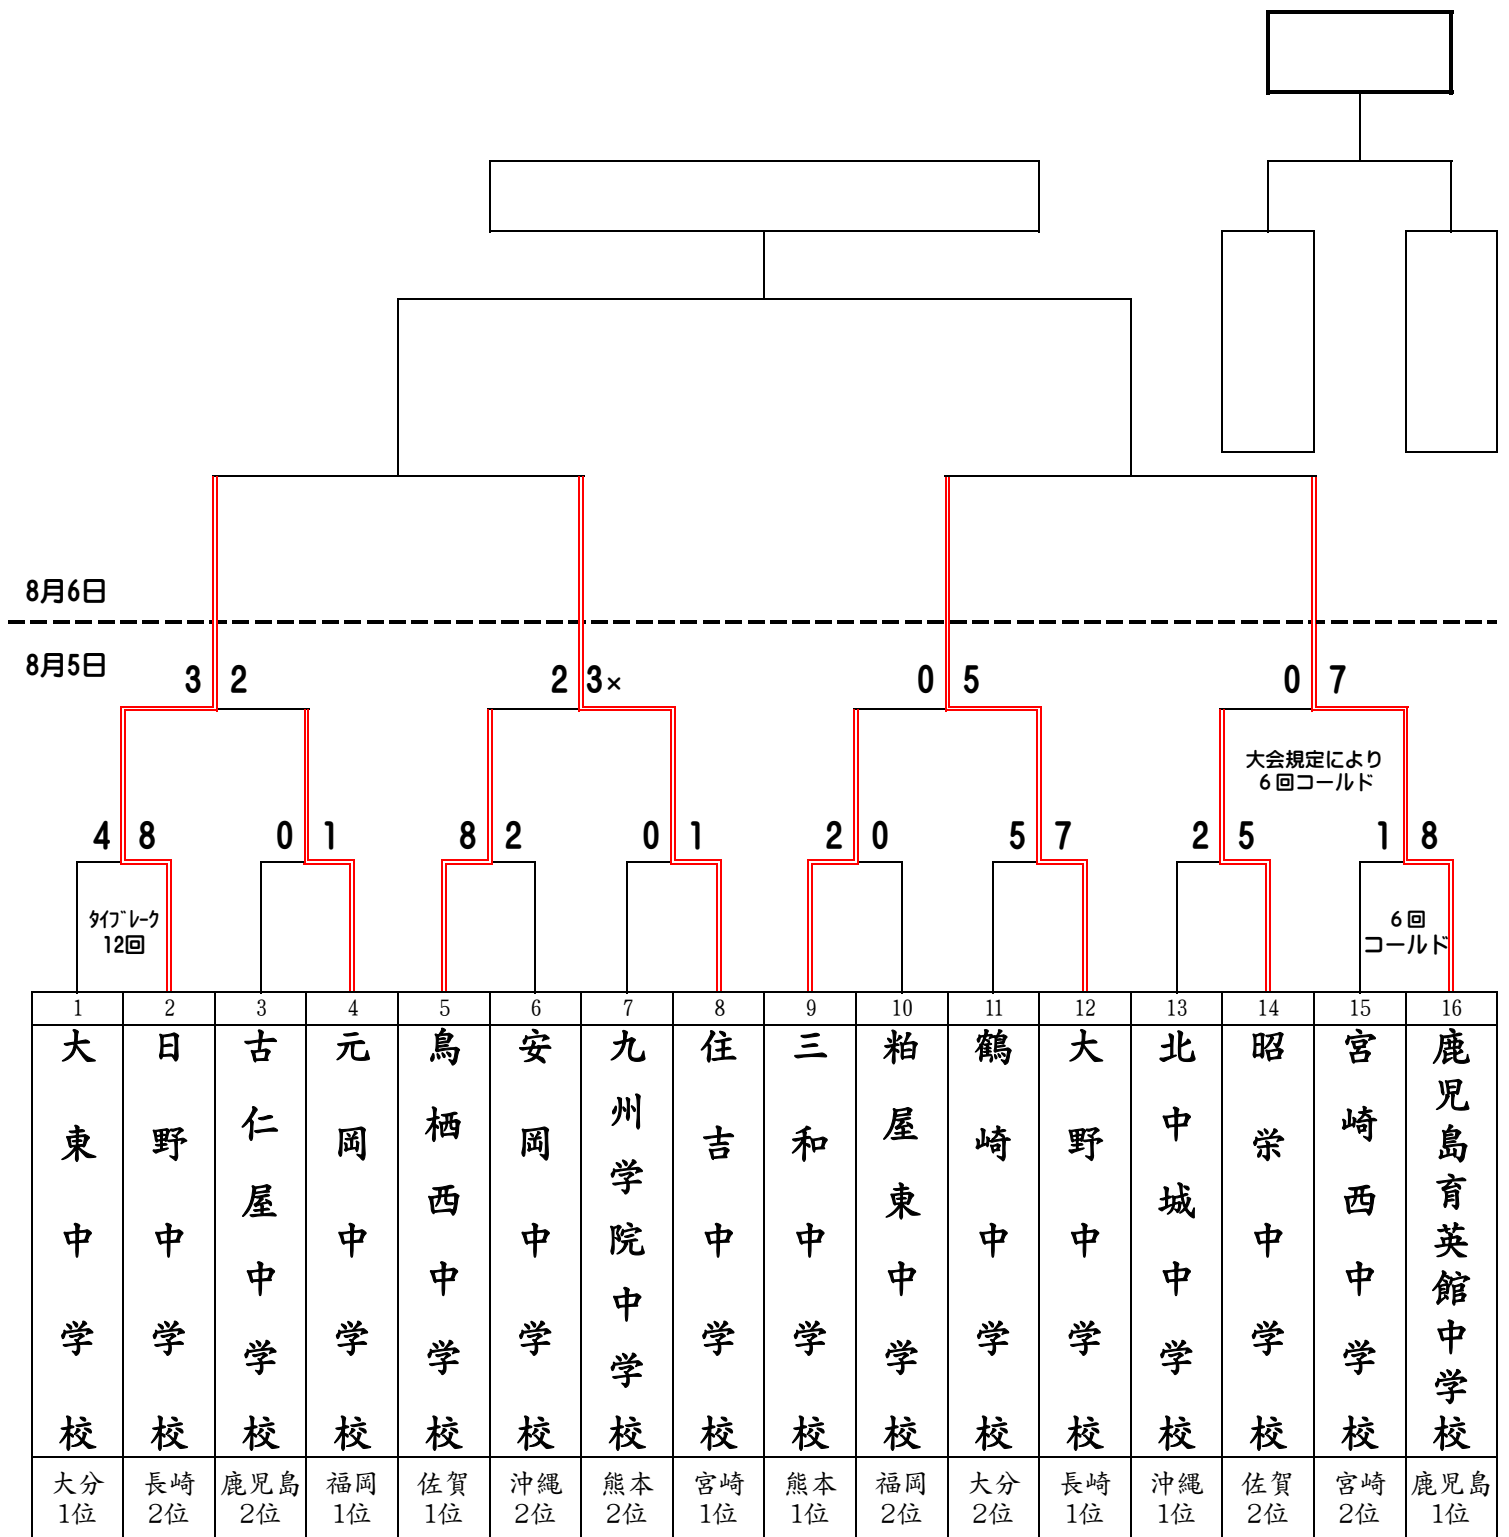 8月6日
8月5日
3 2
2 3×
0 5
0 7
大会規定により
6回コールド
4 8
0 1
8 2
0 1
2 0
5 7
2 5
1 8
ﾀｲﾌﾞﾚｰｸ
12回
6回
コールド
1 2 3 4 5 6 7 8 9 10 11 12 13 14 15 16
大東中学校
日野中学校
古仁屋中学校
元岡中学校
鳥栖西中学校
安岡中学校
九州学院中学校
住吉中学校
三和中学校
粕屋東中学校
鶴崎中学校
大野中学校
北中城中学校
昭栄中学校
宮崎西中学校
鹿児島育英館中学校
大分 長崎 鹿児島 福岡 佐賀 沖縄 熊本 宮崎 熊本 福岡 大分 長崎 沖縄 佐賀 宮崎 鹿児島
1位 2位 2位 1位 1位 2位 2位 1位 1位 2位 2位 1位 1位 2位 2位 1位